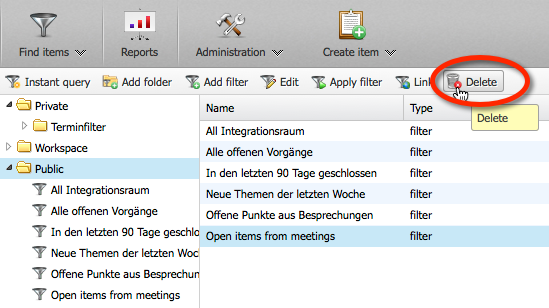 Find items Reports Administration Create item
Instant query Add folder Add filter Edit Apply filter Link Delete
Delete
Private
Terminfilter
Workspace
Public
All Integrationsraum
Alle offenen Vorgänge
In den letzten 90 Tage geschlo
Neue Themen der letzten Woche
Offene Punkte aus Besprechun
Open items from meetings
Name Type
All Integrationsraum filter
Alle offenen Vorgänge filter
In den letzten 90 Tage geschlossen filter
Neue Themen der letzten Woche filter
Offene Punkte aus Besprechungen filter
Open items from meetings filter